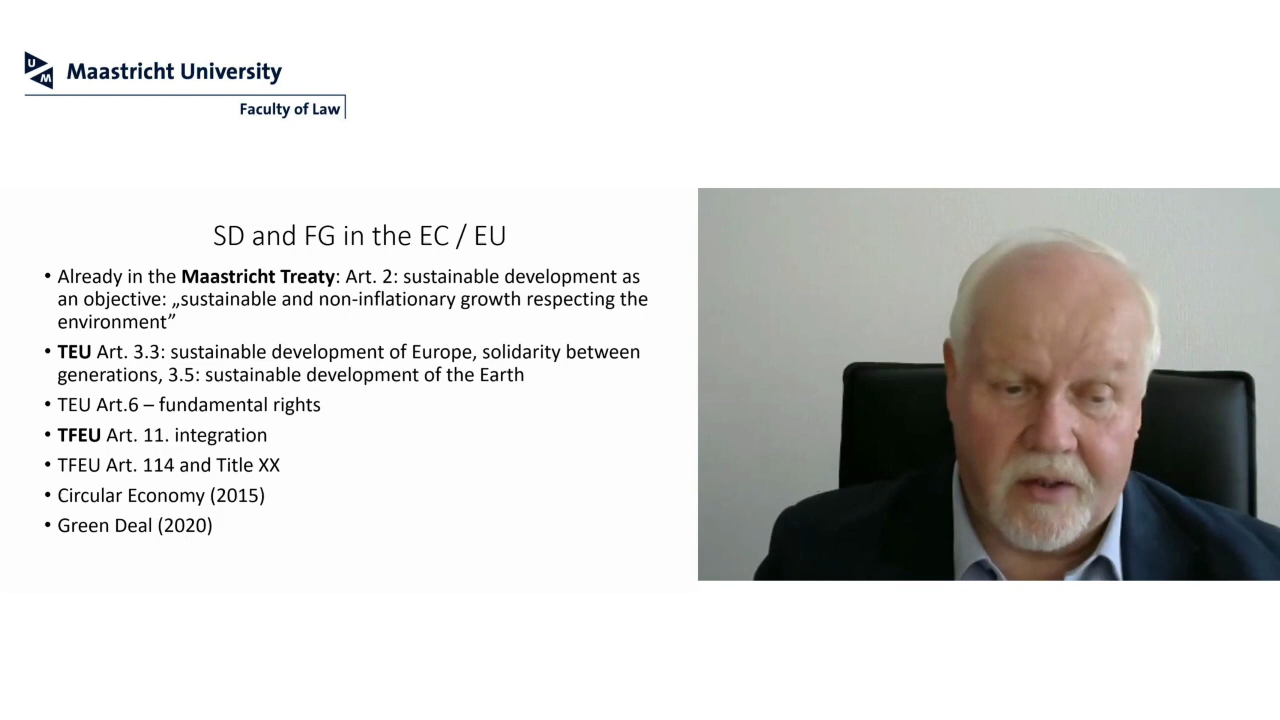 U
M
Maastricht University
Faculty of Law
SD and FG in the EC / EU
• Already in the Maastricht Treaty: Art. 2: sustainable development as
an objective: „sustainable and non-inflationary growth respecting the
environment”
• TEU Art. 3.3: sustainable development of Europe, solidarity between
generations, 3.5: sustainable development of the Earth
• TEU Art.6 – fundamental rights
• TFEU Art. 11. integration
• TFEU Art. 114 and Title XX
• Circular Economy (2015)
• Green Deal (2020)